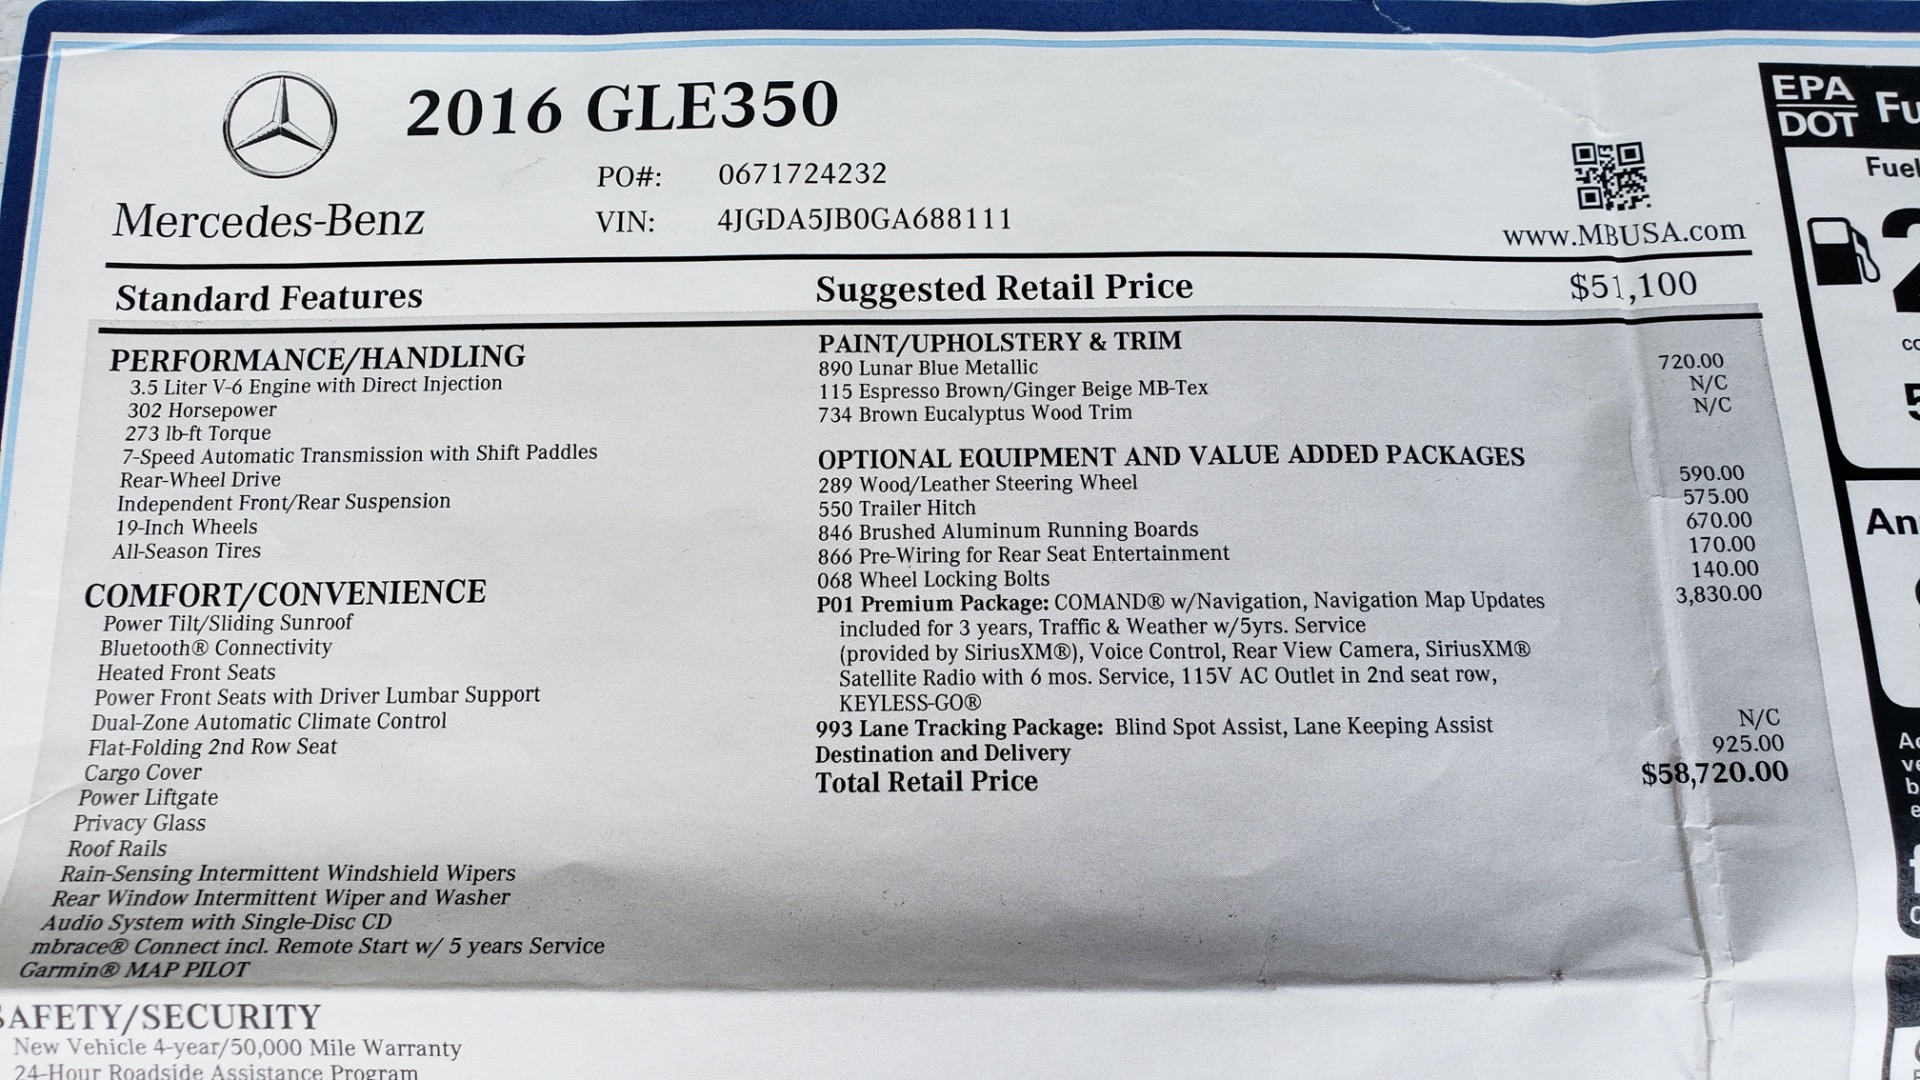 2016 GLE350
PO#: 0671724232
Mercedes-Benz
VIN: 4JGDA5JB0GA688111
www.MBUSA.com
Standard Features
PERFORMANCE/HANDLING
3.5 Liter V-6 Engine with Direct Injection
302 Horsepower
273 lb-ft Torque
7-Speed Automatic Transmission with Shift Paddles
Rear-Wheel Drive
Independent Front/Rear Suspension
19-Inch Wheels
All-Season Tires
COMFORT/CONVENIENCE
Power Tilt/Sliding Sunroof
Bluetooth® Connectivity
Heated Front Seats
Power Front Seats with Driver Lumbar Support
Dual-Zone Automatic Climate Control
Flat-Folding 2nd Row Seat
Cargo Cover
Power Liftgate
Privacy Glass
Roof Rails
Rain-Sensing Intermittent Windshield Wipers
Rear Window Intermittent Wiper and Washer
Audio System with Single-Disc CD
mbrace® Connect incl. Remote Start w/ 5 years Service
Garmin® MAP PILOT
SAFETY/SECURITY
New Vehicle 4-year/50,000 Mile Warranty
24-Hour Roadside Assistance Program
Suggested Retail Price $51,100
PAINT/UPHOLSTERY & TRIM
890 Lunar Blue Metallic 720.00
115 Espresso Brown/Ginger Beige MB-Tex N/C
734 Brown Eucalyptus Wood Trim N/C
OPTIONAL EQUIPMENT AND VALUE ADDED PACKAGES
289 Wood/Leather Steering Wheel 590.00
550 Trailer Hitch 575.00
846 Brushed Aluminum Running Boards 670.00
866 Pre-Wiring for Rear Seat Entertainment 170.00
068 Wheel Locking Bolts 140.00
P01 Premium Package: COMAND® w/Navigation, Navigation Map Updates 3,830.00
included for 3 years, Traffic & Weather w/5yrs. Service
(provided by SiriusXM®), Voice Control, Rear View Camera, SiriusXM®
Satellite Radio with 6 mos. Service, 115V AC Outlet in 2nd seat row,
KEYLESS-GO®
993 Lane Tracking Package: Blind Spot Assist, Lane Keeping Assist N/C
Destination and Delivery 925.00
Total Retail Price $58,720.00
EPA
DOT
Fuel